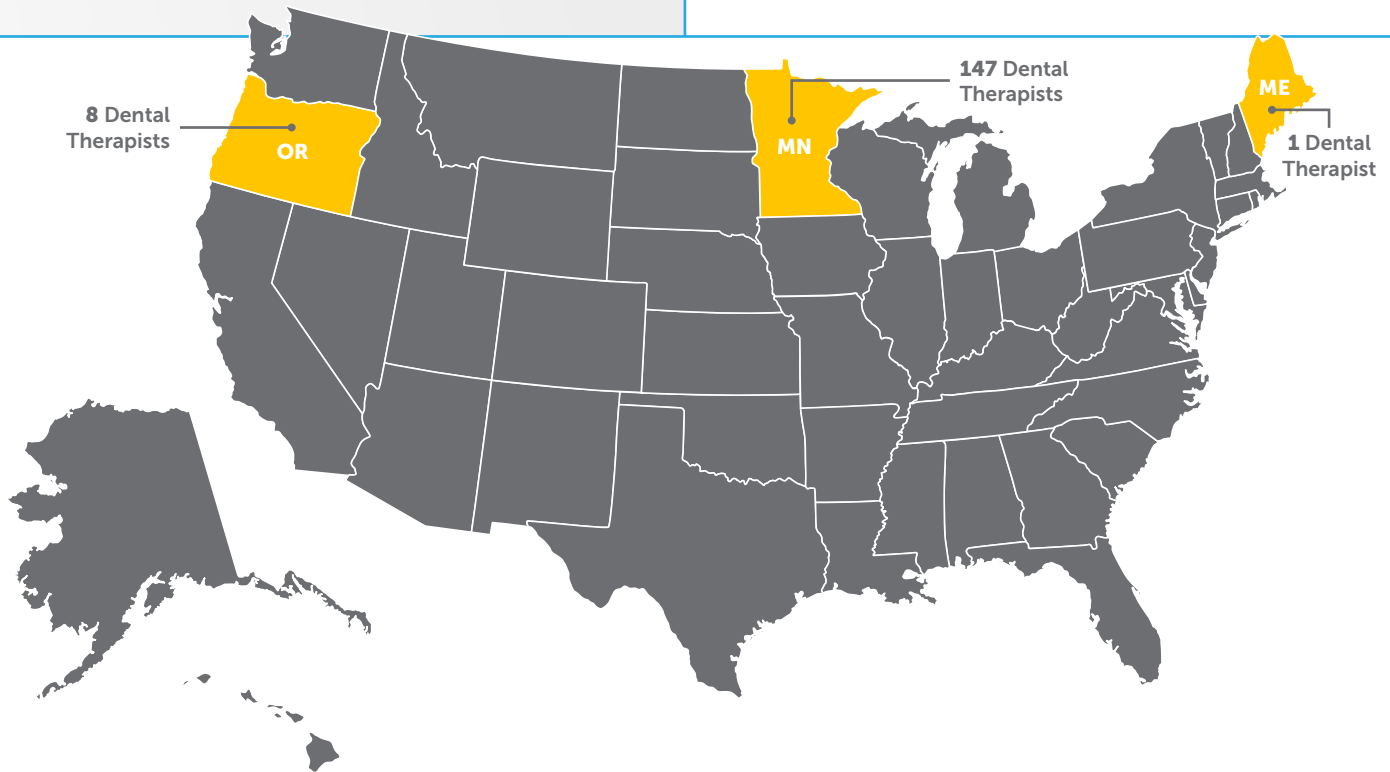 8 Dental
Therapists
OR
147 Dental
Therapists
MN
ME
1 Dental
Therapist